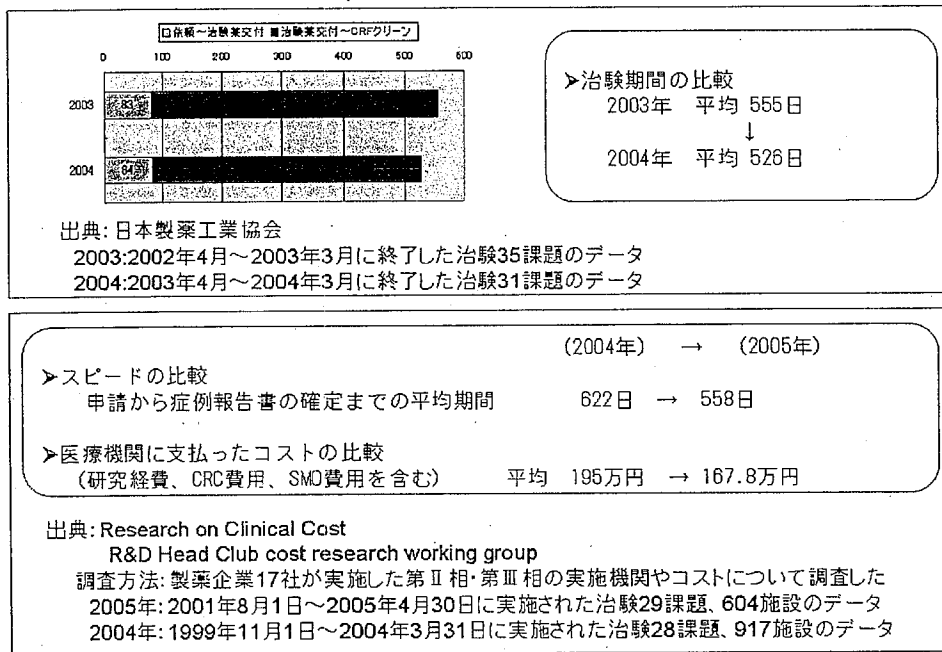 □依頼～治験薬交付 ■治験薬交付～CRFクリーン
0 100 200 300 400 500 600
2003 83
2004 84
➤治験期間の比較
2003年 平均 555日
↓
2004年 平均 526日
出典:日本製薬工業協会
2003:2002年4月～2003年3月に終了した治験35課題のデータ
2004:2003年4月～2004年3月に終了した治験31課題のデータ
(2004年) → (2005年)
➤スピードの比較
申請から症例報告書の確定までの平均期間 622日 → 558日
➤医療機関に支払ったコストの比較
(研究経費、CRC費用、SMO費用を含む) 平均 195万円 → 167.8万円
出典:Research on Clinical Cost
R&D Head Club cost research working group
調査方法:製薬企業17社が実施した第Ⅱ相・第Ⅲ相の実施機関やコストについて調査した
2005年:2001年8月1日～2005年4月30日に実施された治験29課題、604施設のデータ
2004年:1999年11月1日～2004年3月31日に実施された治験28課題、917施設のデータ